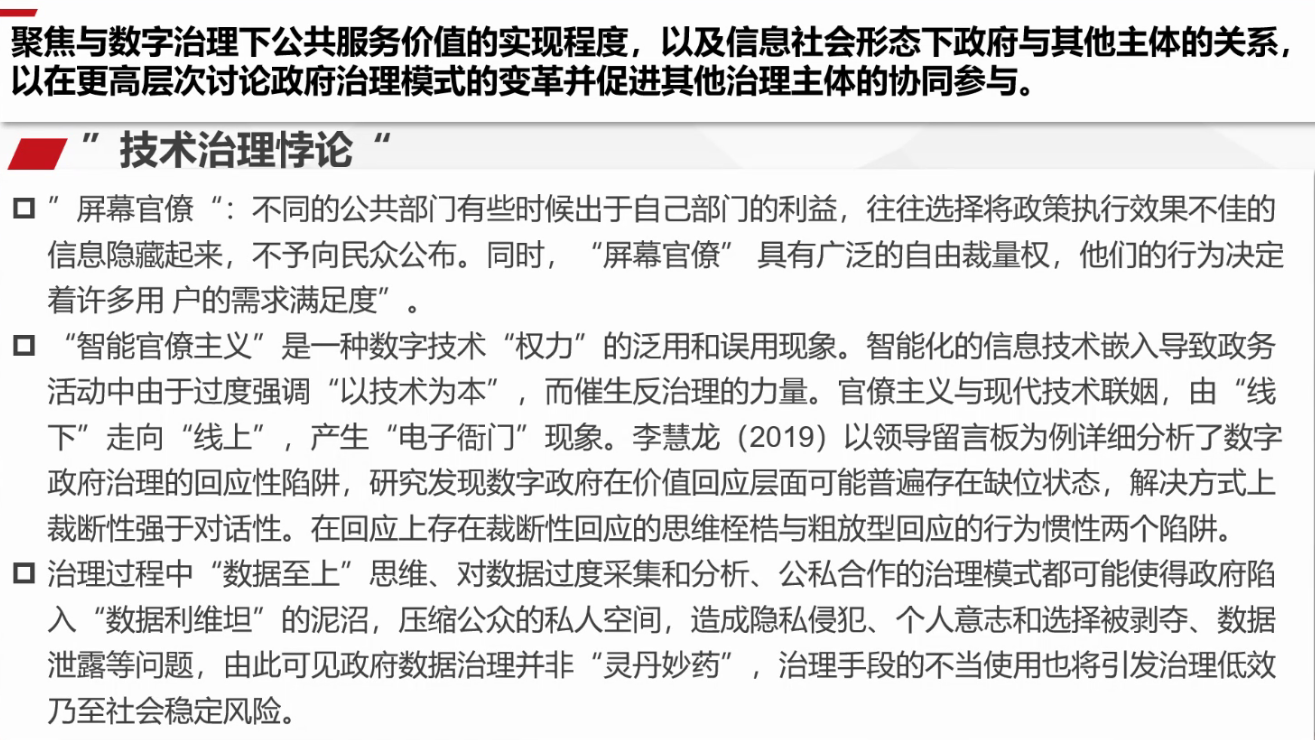 聚焦与数字治理下公共服务价值的实现程度，以及信息社会形态下政府与其他主体的关系，
以在更高层次讨论政府治理模式的变革并促进其他治理主体的协同参与。
”技术治理悖论“
”屏幕官僚“：不同的公共部门有些时候出于自己部门的利益，往往选择将政策执行效果不佳的
信息隐藏起来，不予向民众公布。同时，“屏幕官僚” 具有广泛的自由裁量权，他们的行为决定
着许多用 户的需求满足度”。
“智能官僚主义”是一种数字技术“权力”的泛用和误用现象。智能化的信息技术嵌入导致政务
活动中由于过度强调“以技术为本”，而催生反治理的力量。官僚主义与现代技术联姻，由“线
下”走向“线上”，产生“电子衙门”现象。李慧龙（2019）以领导留言板为例详细分析了数字
政府治理的回应性陷阱，研究发现数字政府在价值回应层面可能普遍存在缺位状态，解决方式上
裁断性强于对话性。在回应上存在裁断性回应的思维桎梏与粗放型回应的行为惯性两个陷阱。
治理过程中“数据至上”思维、对数据过度采集和分析、公私合作的治理模式都可能使得政府陷
入“数据利维坦”的泥沼，压缩公众的私人空间，造成隐私侵犯、个人意志和选择被剥夺、数据
泄露等问题，由此可见政府数据治理并非“灵丹妙药”，治理手段的不当使用也将引发治理低效
乃至社会稳定风险。